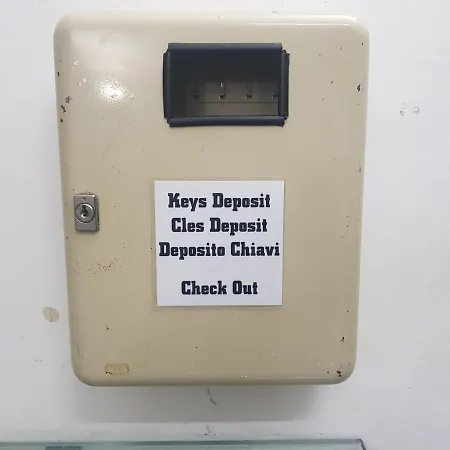 Keys Deposit
Cles Deposit
Deposito Chiavi
Check Out